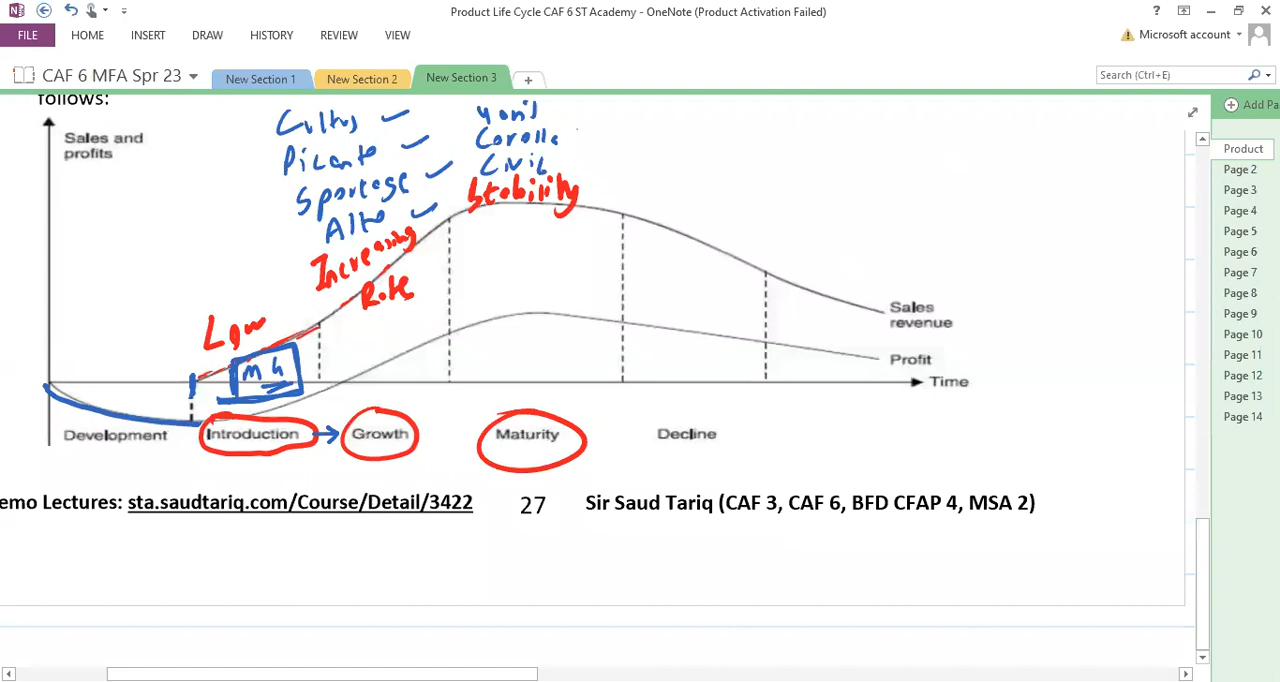 Product Life Cycle CAF 6 ST Academy - OneNote (Product Activation Failed)
?
FILE HOME INSERT DRAW HISTORY REVIEW VIEW
Microsoft account
CAF 6 MFA Spr 23
New Section 1 New Section 2 New Section 3 +
Search (Ctrl+E)
Add Pa
Product
Page 2
Page 3
Page 4
Page 5
Page 6
Page 7
Page 8
Page 9
Page 10
Page 11
Page 12
Page 13
Page 14
follows:
Sales and
profits
Cultus
Picanto
Sportage
Alto
Yaris
Corolla
Civic
Stability
Increasing
Rate
Low
Sales
revenue
Profit
Time
Development Introduction Growth Maturity Decline
emo Lectures: sta.saudtariq.com/Course/Detail/3422 27 Sir Saud Tariq (CAF 3, CAF 6, BFD CFAP 4, MSA 2)